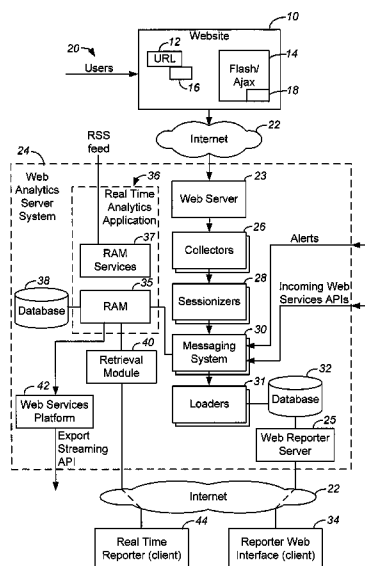 10
Website
20
12
14
URL
Flash/
Ajax
Users
16
18
22
Internet
24
RSS
feed
Web
Analytics
Server
System
36
23
Web Server
Real Time
Analytics
Application
37
26
Collectors
Alerts
RAM
Services
28
Incoming Web
Services APIs
38
35
Sessionizers
Database
RAM
30
Messaging
System
40
Retrieval
Module
42
31
32
Loaders
Database
Web Services
Platform
25
Export
Streaming
API
Web Reporter
Server
Internet
22
44
34
Real Time
Reporter (client)
Reporter Web
Interface (client)